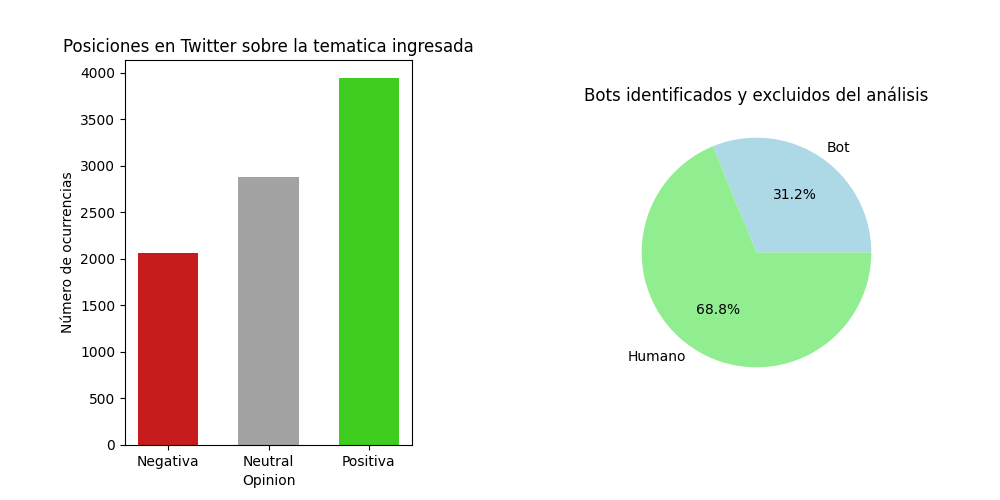 Posiciones en Twitter sobre la tematica ingresada
4000
3500
3000
2500
2000
1500
1000
500
0
Número de ocurrencias
Negativa
Neutral
Positiva
Opinion
Bots identificados y excluidos del análisis
Bot
31.2%
68.8%
Humano